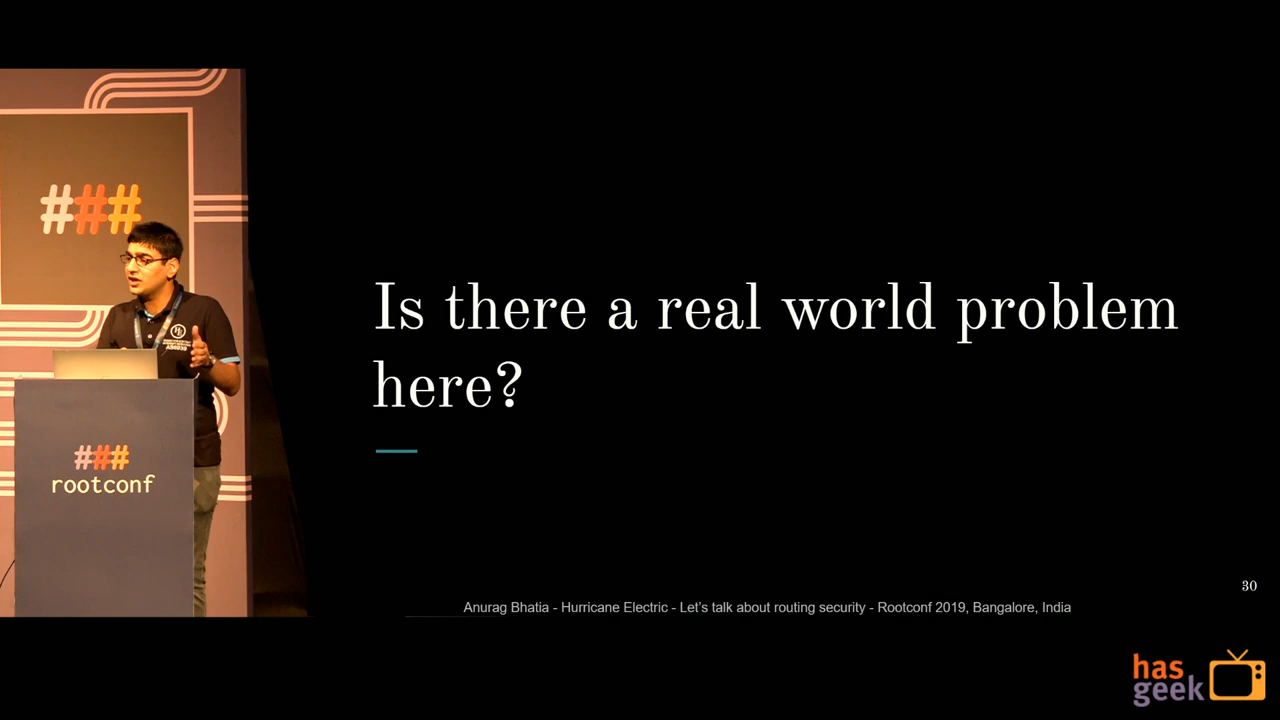 ###
###
rootconf
Is there a real world problem
here?
30
Anurag Bhatia - Hurricane Electric - Let's talk about routing security - Rootconf 2019, Bangalore, India
has
geek